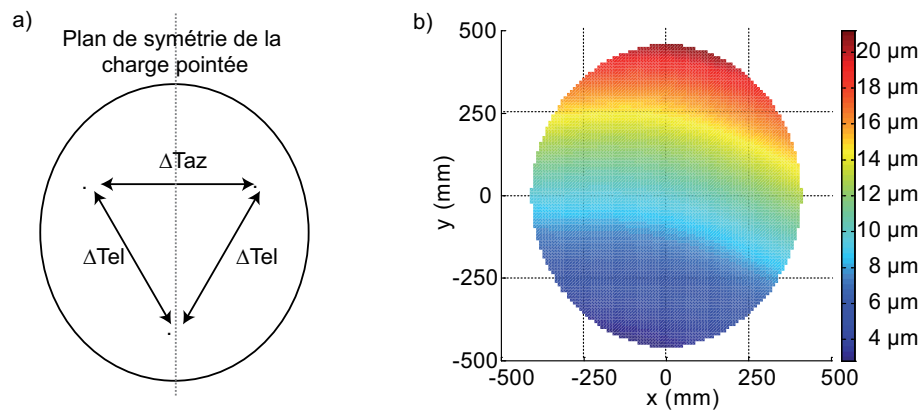 a)
Plan de symétrie de la
charge pointée
ΔTaz
ΔTel
ΔTel
b)
500
250
0
-250
-500
y (mm)
-500
-250
0
250
500
x (mm)
20 µm
18 µm
16 µm
14 µm
12 µm
10 µm
8 µm
6 µm
4 µm